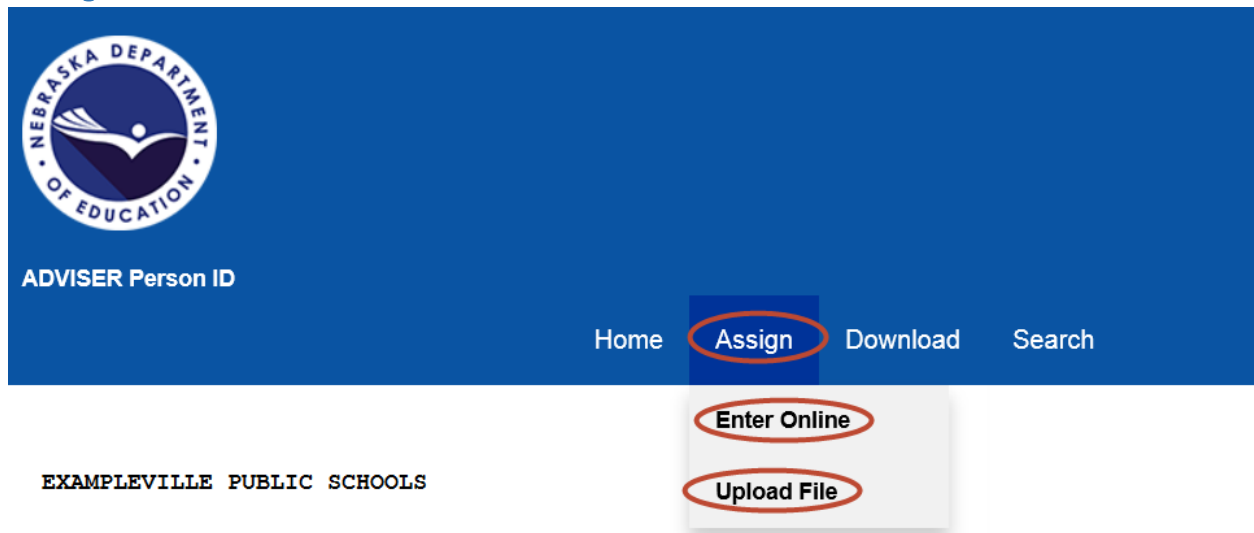 NEBRASKA DEPARTMENT
• OF EDUCATION •
ADVISER Person ID
Home Assign Download Search
Enter Online
EXAMPLEVILLE PUBLIC SCHOOLS
Upload File